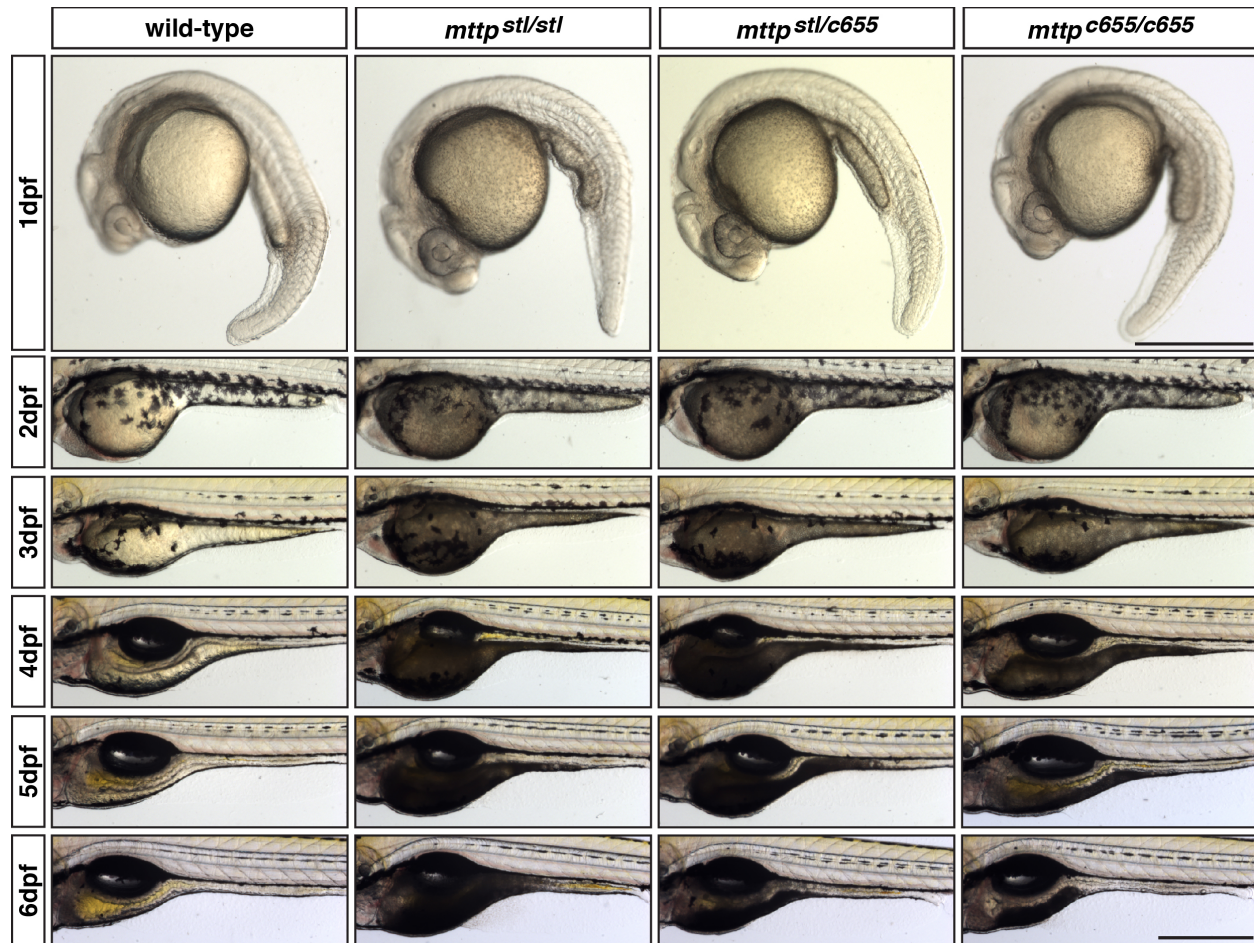 wild-type
mttp stl/stl
mttp stl/c655
mttp c655/c655
1dpf
2dpf
3dpf
4dpf
5dpf
6dpf